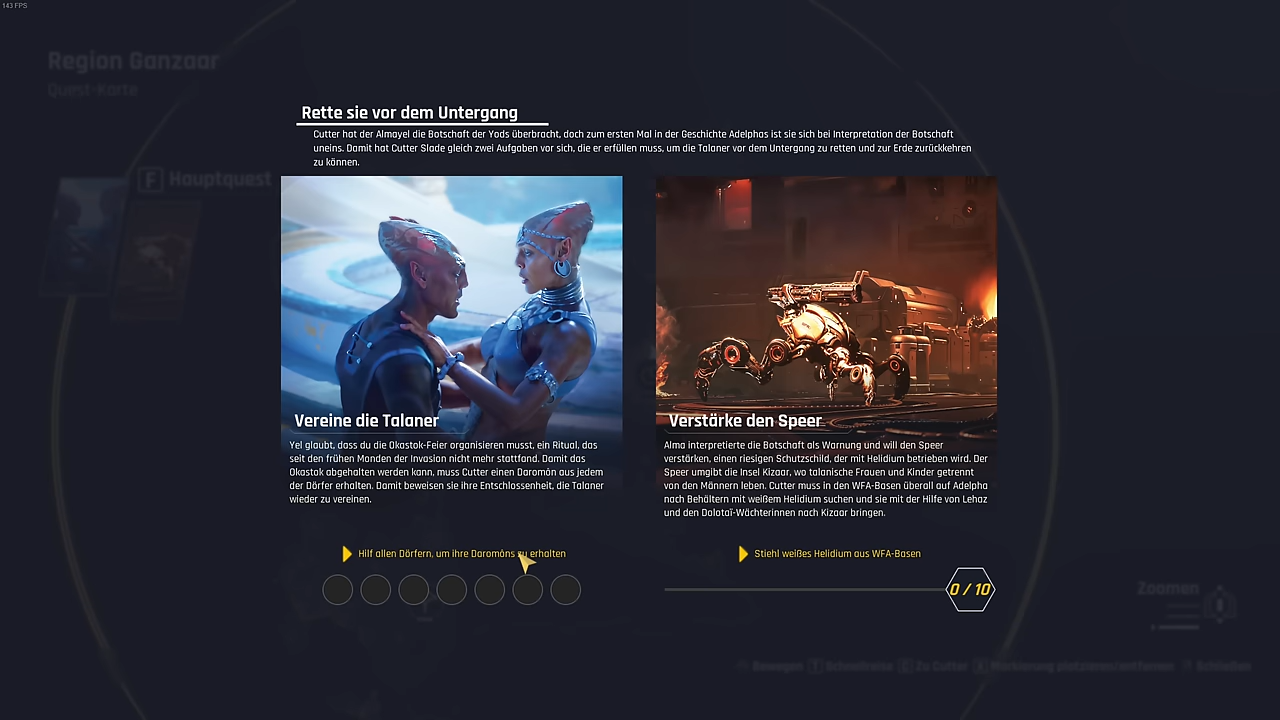 143 FPS
Region Ganzaar
Quest-Karte
Rette sie vor dem Untergang
Cutter hat der Almayel die Botschaft der Yods überbracht, doch zum ersten Mal in der Geschichte Adelphas ist sie sich bei Interpretation der Botschaft
uneins. Damit hat Cutter Slade gleich zwei Aufgaben vor sich, die er erfüllen muss, um die Talaner vor dem Untergang zu retten und zur Erde zurückkehren
zu können.
F Hauptquest
Vereine die Talaner
Yel glaubt, dass du die Okastok-Feier organisieren musst, ein Ritual, das
seit den frühen Monden der Invasion nicht mehr stattfand. Damit das
Okastok abgehalten werden kann, muss Cutter einen Daromôn aus jedem
der Dörfer erhalten. Damit beweisen sie ihre Entschlossenheit, die Talaner
wieder zu vereinen.
Hilf allen Dörfern, um ihre Daromôns zu erhalten
Verstärke den Speer
Alma interpretierte die Botschaft als Warnung und will den Speer
verstärken, einen riesigen Schutzschild, der mit Helidium betrieben wird. Der
Speer umgibt die Insel Kizaar, wo talanische Frauen und Kinder getrennt
von den Männern leben. Cutter muss in den WFA-Basen überall auf Adelpha
nach Behältern mit weißem Helidium suchen und sie mit der Hilfe von Lehaz
und den Dolotaï-Wächterinnen nach Kizaar bringen.
Stiehl weißes Helidium aus WFA-Basen
0 / 10
Zoomen
Bewegen Schnellreise Zu Cutter Markierung platzieren/entfernen Schließen